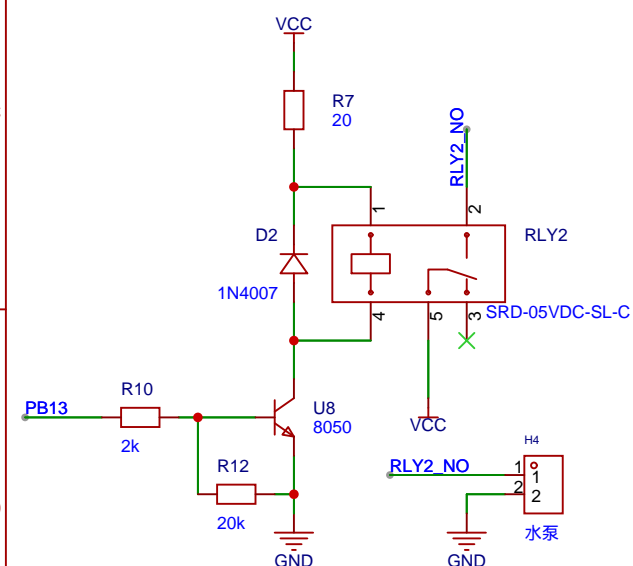 VCC
R7
20
RLY2_NO
D2
1
2
RLY2
1N4007
4
5
3
SRD-05VDC-SL-C
R10
U8
8050
PB13
2k
VCC
H4
R12
RLY2_NO
1
1
2
2
20k
水泵
GND
GND